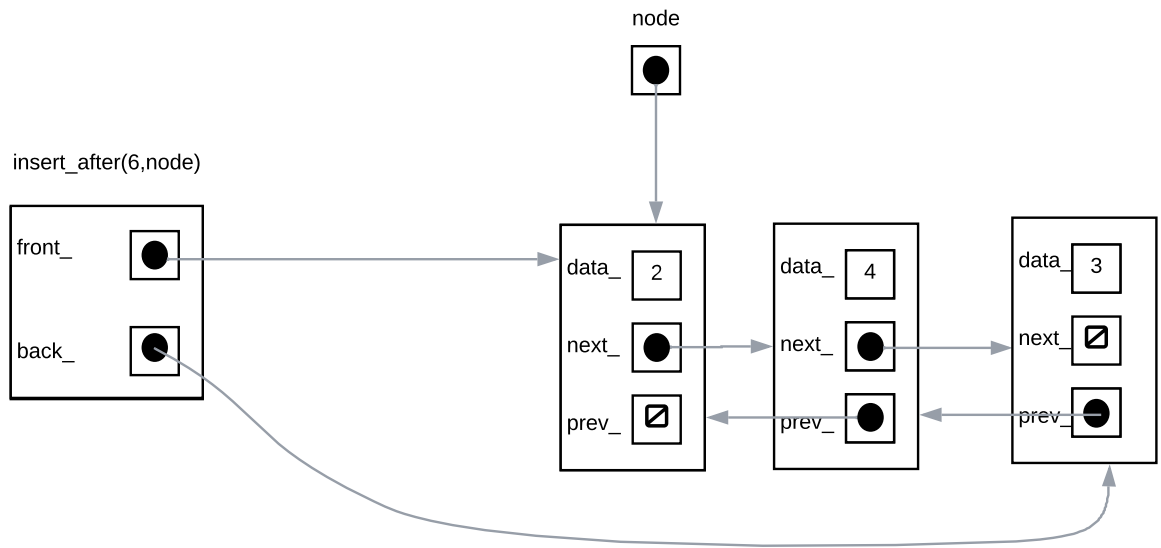 node
insert_after(6,node)
front_
back_
data_ 2
next_
prev_
data_ 4
next_
prev_
data_ 3
next_
prev_